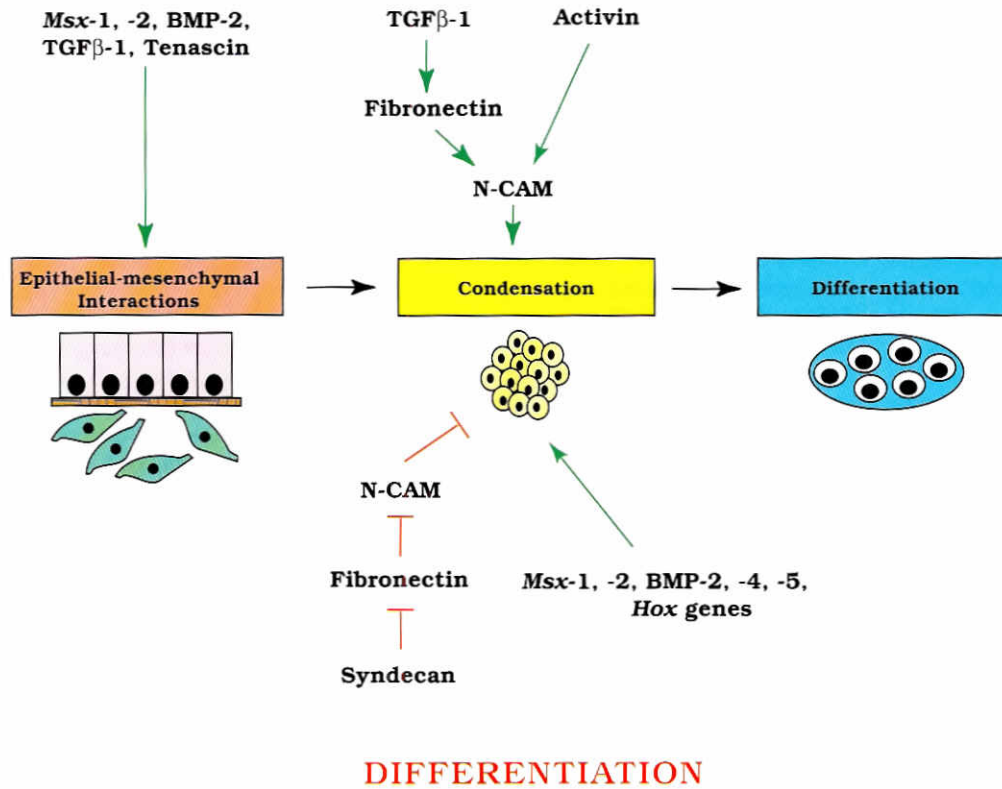 Msx-1, -2, BMP-2,
TGFβ-1, Tenascin
TGFβ-1
Activin
Fibronectin
N-CAM
Epithelial-mesenchymal
Interactions
Condensation
Differentiation
N-CAM
Fibronectin
Msx-1, -2, BMP-2, -4, -5,
Hox genes
Syndecan
DIFFERENTIATION